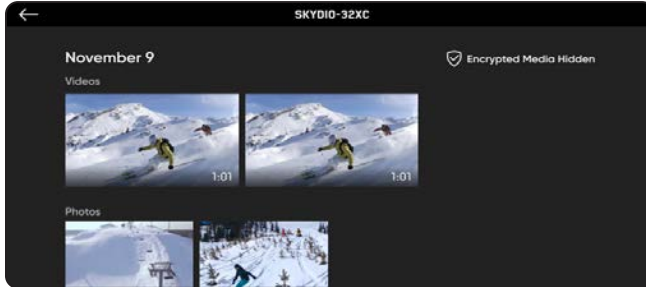 SKYDIO-32XC
November 9
Encrypted Media Hidden
Videos
1:01
1:01
Photos